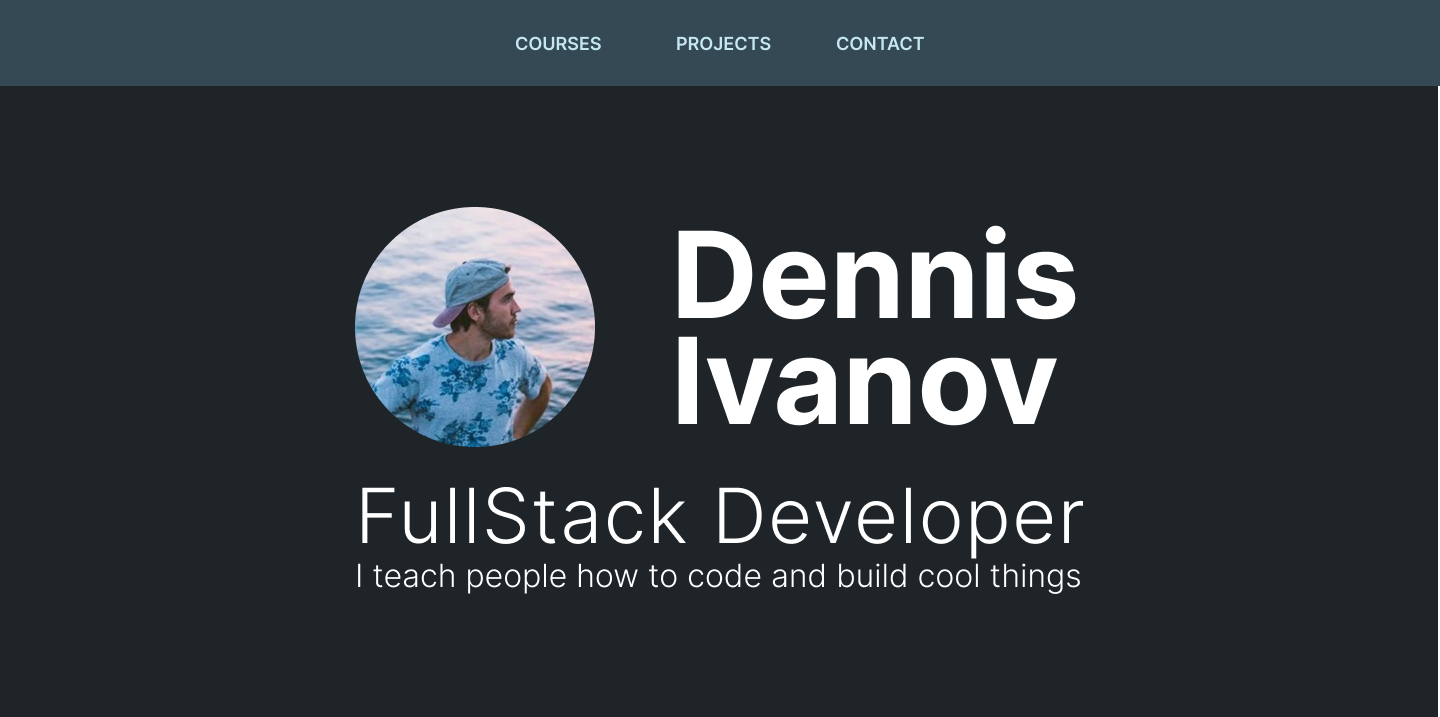 COURSES PROJECTS CONTACT
Dennis
Ivanov
FullStack Developer
I teach people how to code and build cool things